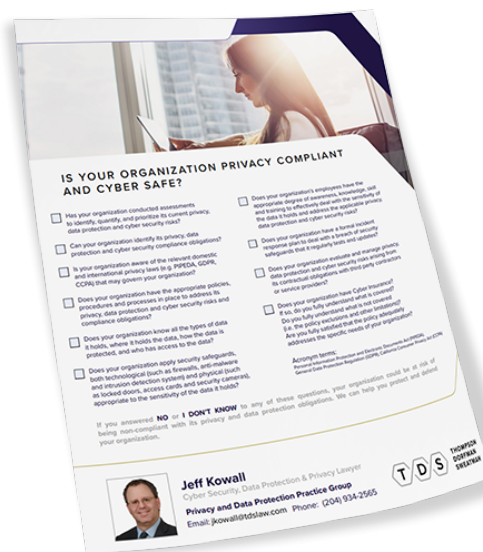 IS YOUR ORGANIZATION PRIVACY COMPLIANT
AND CYBER SAFE?
Has your organization conducted assessments
to identify, quantify, and prioritize its current privacy,
data protection and cyber security risks?
Can your organization identify its privacy, data
protection and cyber security compliance obligations?
Is your organization aware of the relevant domestic
and international privacy laws (e.g. PIPEDA, GDPR,
CCPA) that may govern your organization?
Does your organization have the appropriate policies,
procedures and processes in place to address its
privacy, data protection and cyber security risks and
compliance obligations?
Does your organization know all the types of data
it holds, where it holds the data, how the data is
protected, and who has access to the data?
Does your organization apply security safeguards,
both technological (such as firewalls, anti-malware
and intrusion detection system) and physical (such
as locked doors, access cards and security cameras),
appropriate to the sensitivity of the data it holds?
Does your organization's employees have the
appropriate degree of awareness, knowledge, skill
and training to effectively deal with the sensitivity of
the data it holds and address the applicable privacy,
data protection and cyber security risks?
Does your organization have a formal incident
response plan to deal with a breach of security
safeguards that it regularly tests and updates?
Does your organization evaluate and manage privacy,
data protection and cyber security risks arising from
its contractual obligations with third party contractors
or service providers?
Does your organization have Cyber Insurance?
If so, do you fully understand what is covered?
Do you fully understand what is not covered
(i.e. the policy exclusions and other limitations)?
Are you fully satisfied that the policy adequately
addresses the specific needs of your organization?
Acronym terms:
Personal Information Protection and Electronic Documents Act (PIPEDA),
General Data Protection Regulation (GDPR), California Consumer Privacy Act (CCPA)
If you answered NO or I DON'T KNOW to any of these questions, your organization could be at risk of
being non-compliant with its privacy and data protection obligations. We can help you protect and defend
your organization.
Jeff Kowall
Cyber Security, Data Protection & Privacy Lawyer
Privacy and Data Protection Practice Group
Email: jkowall@tdslaw.com Phone: (204) 934-2565
TDS
THOMPSON
DORFMAN
SWEATMAN